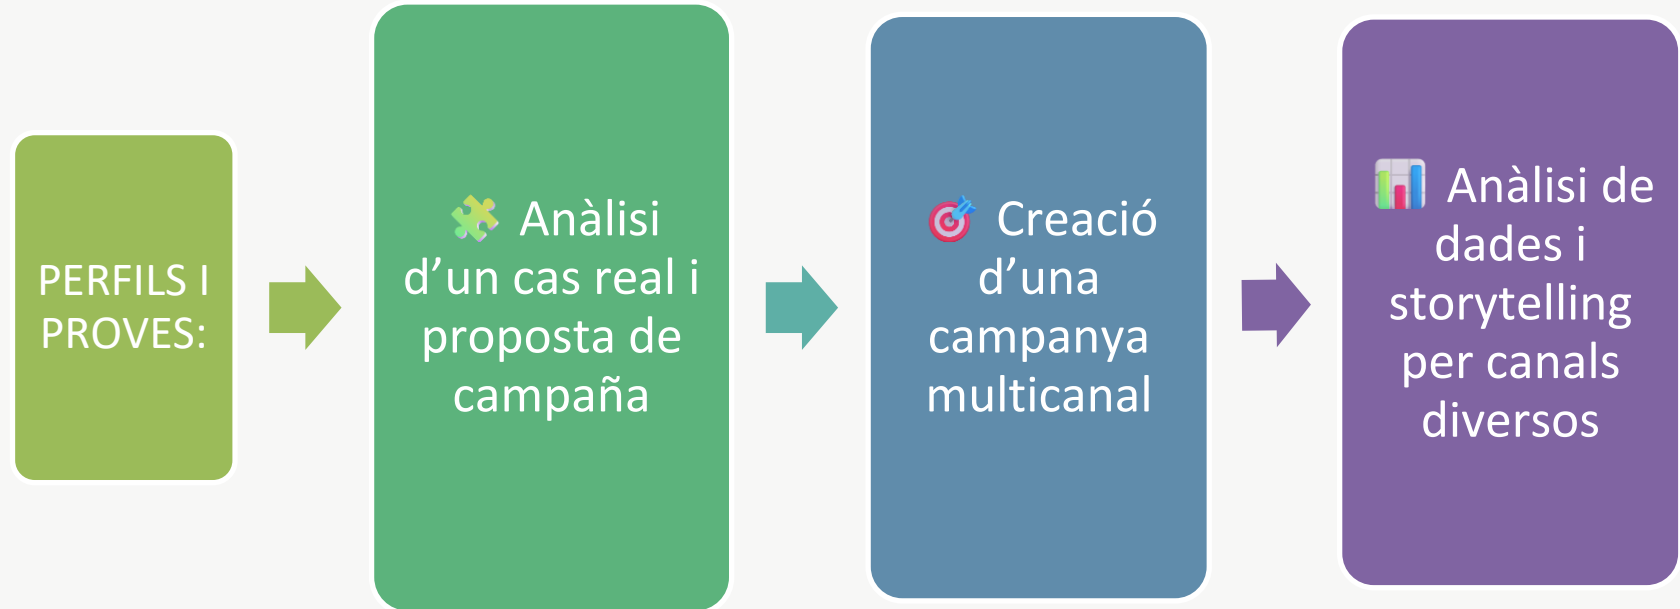 PERFILS I
PROVES:
🧩 Anàlisi
d’un cas real i
proposta de
campaña
🎯 Creació
d’una
campanya
multicanal
📊 Anàlisi de
dades i
storytelling
per canals
diversos